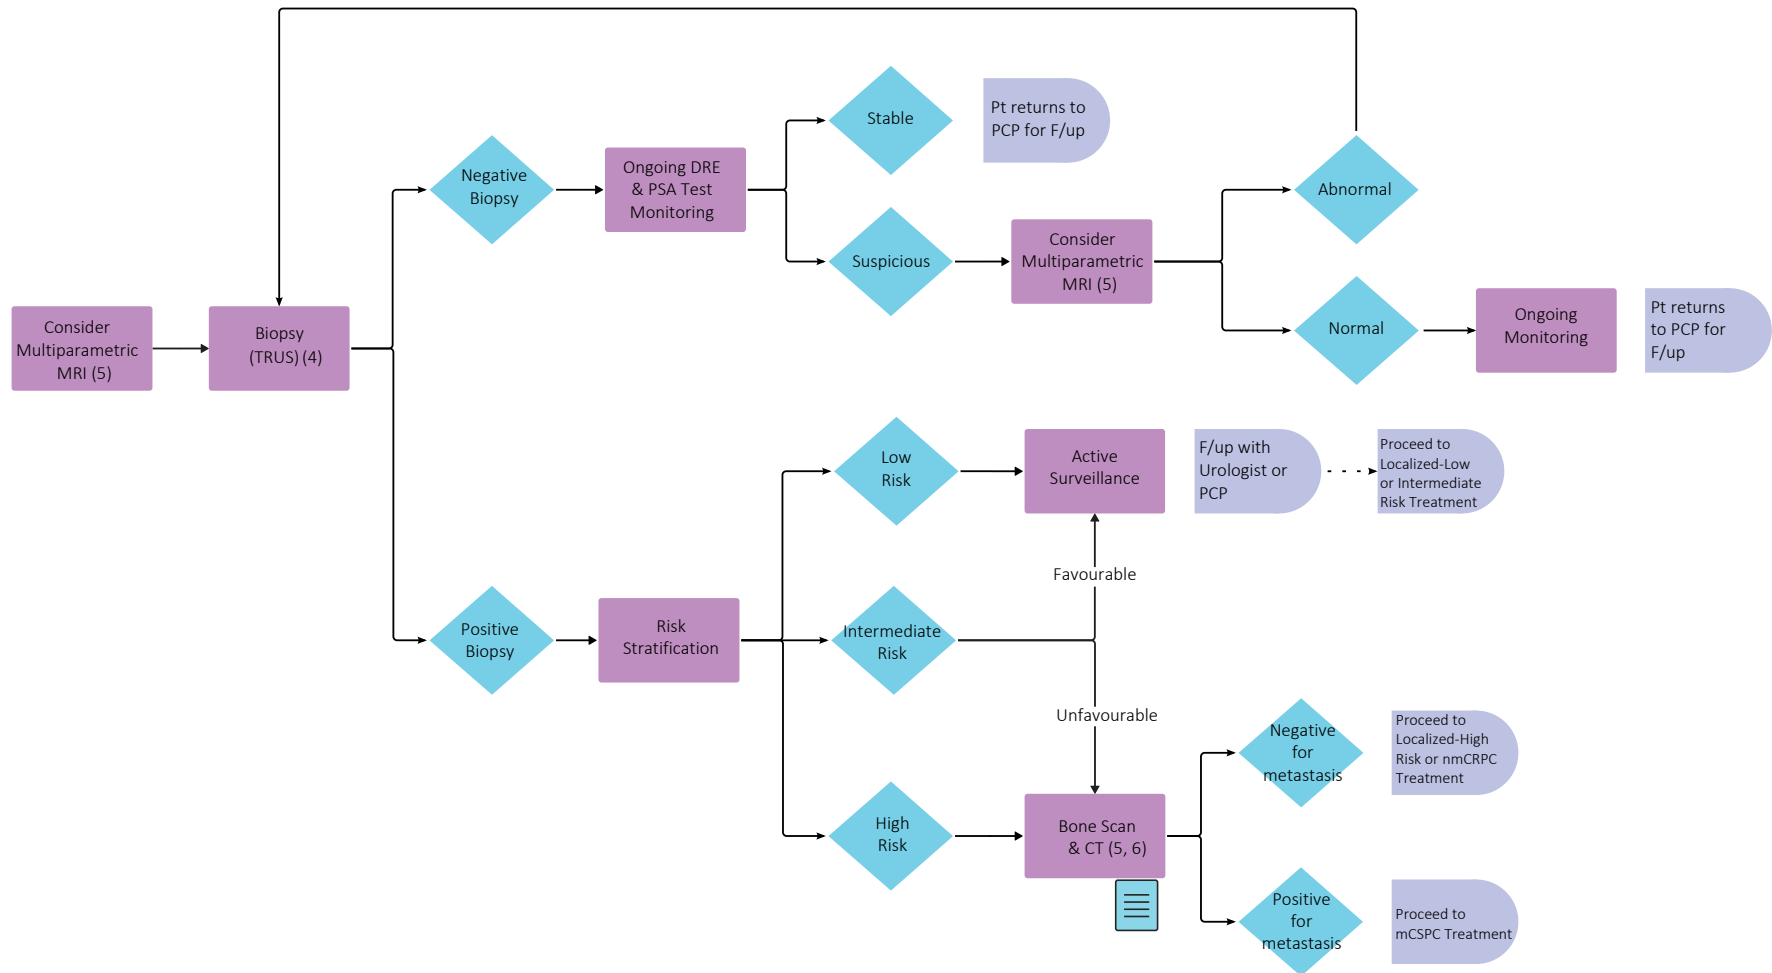 Consider
Multiparametric
MRI (5)
Biopsy
(TRUS) (4)
Negative
Biopsy
Ongoing DRE
& PSA Test
Monitoring
Stable
Pt returns to
PCP for F/up
Suspicious
Consider
Multiparametric
MRI (5)
Abnormal
Normal
Ongoing
Monitoring
Pt returns
to PCP for
F/up
Positive
Biopsy
Risk
Stratification
Low
Risk
Active
Surveillance
F/up with
Urologist or
PCP
Proceed to
Localized-Low
or Intermediate
Risk Treatment
Favourable
Intermediate
Risk
Unfavourable
High
Risk
Bone Scan
& CT (5, 6)
Negative
for
metastasis
Proceed to
Localized-High
Risk or nmCRPC
Treatment
Positive
for
metastasis
Proceed to
mCSPC Treatment